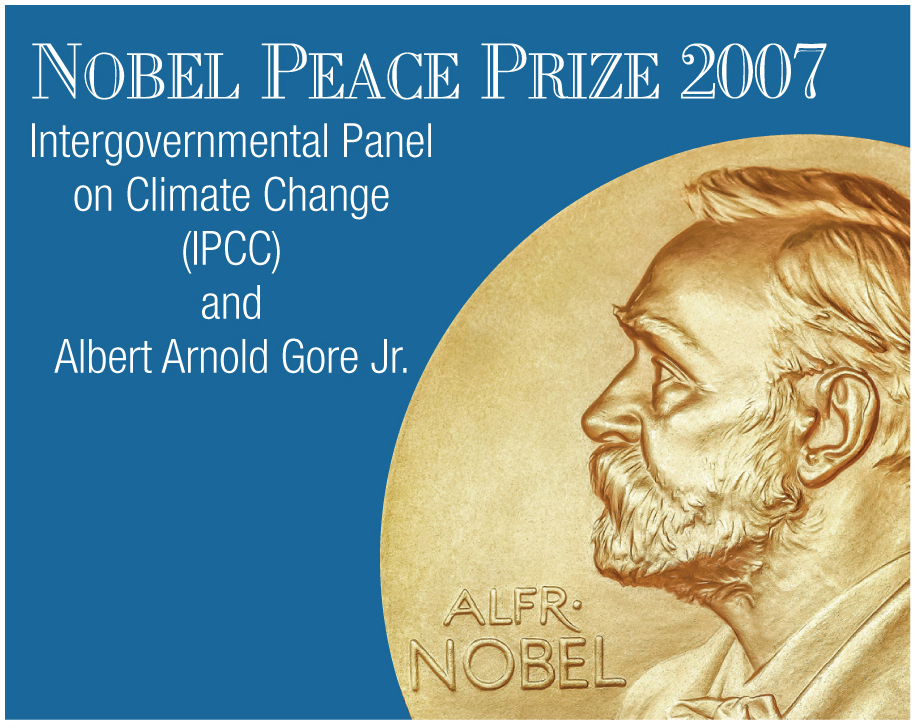 NOBEL PEACE PRIZE 2007
Intergovernmental Panel
on Climate Change
(IPCC)
and
Albert Arnold Gore Jr.
ALFR·
NOBEL